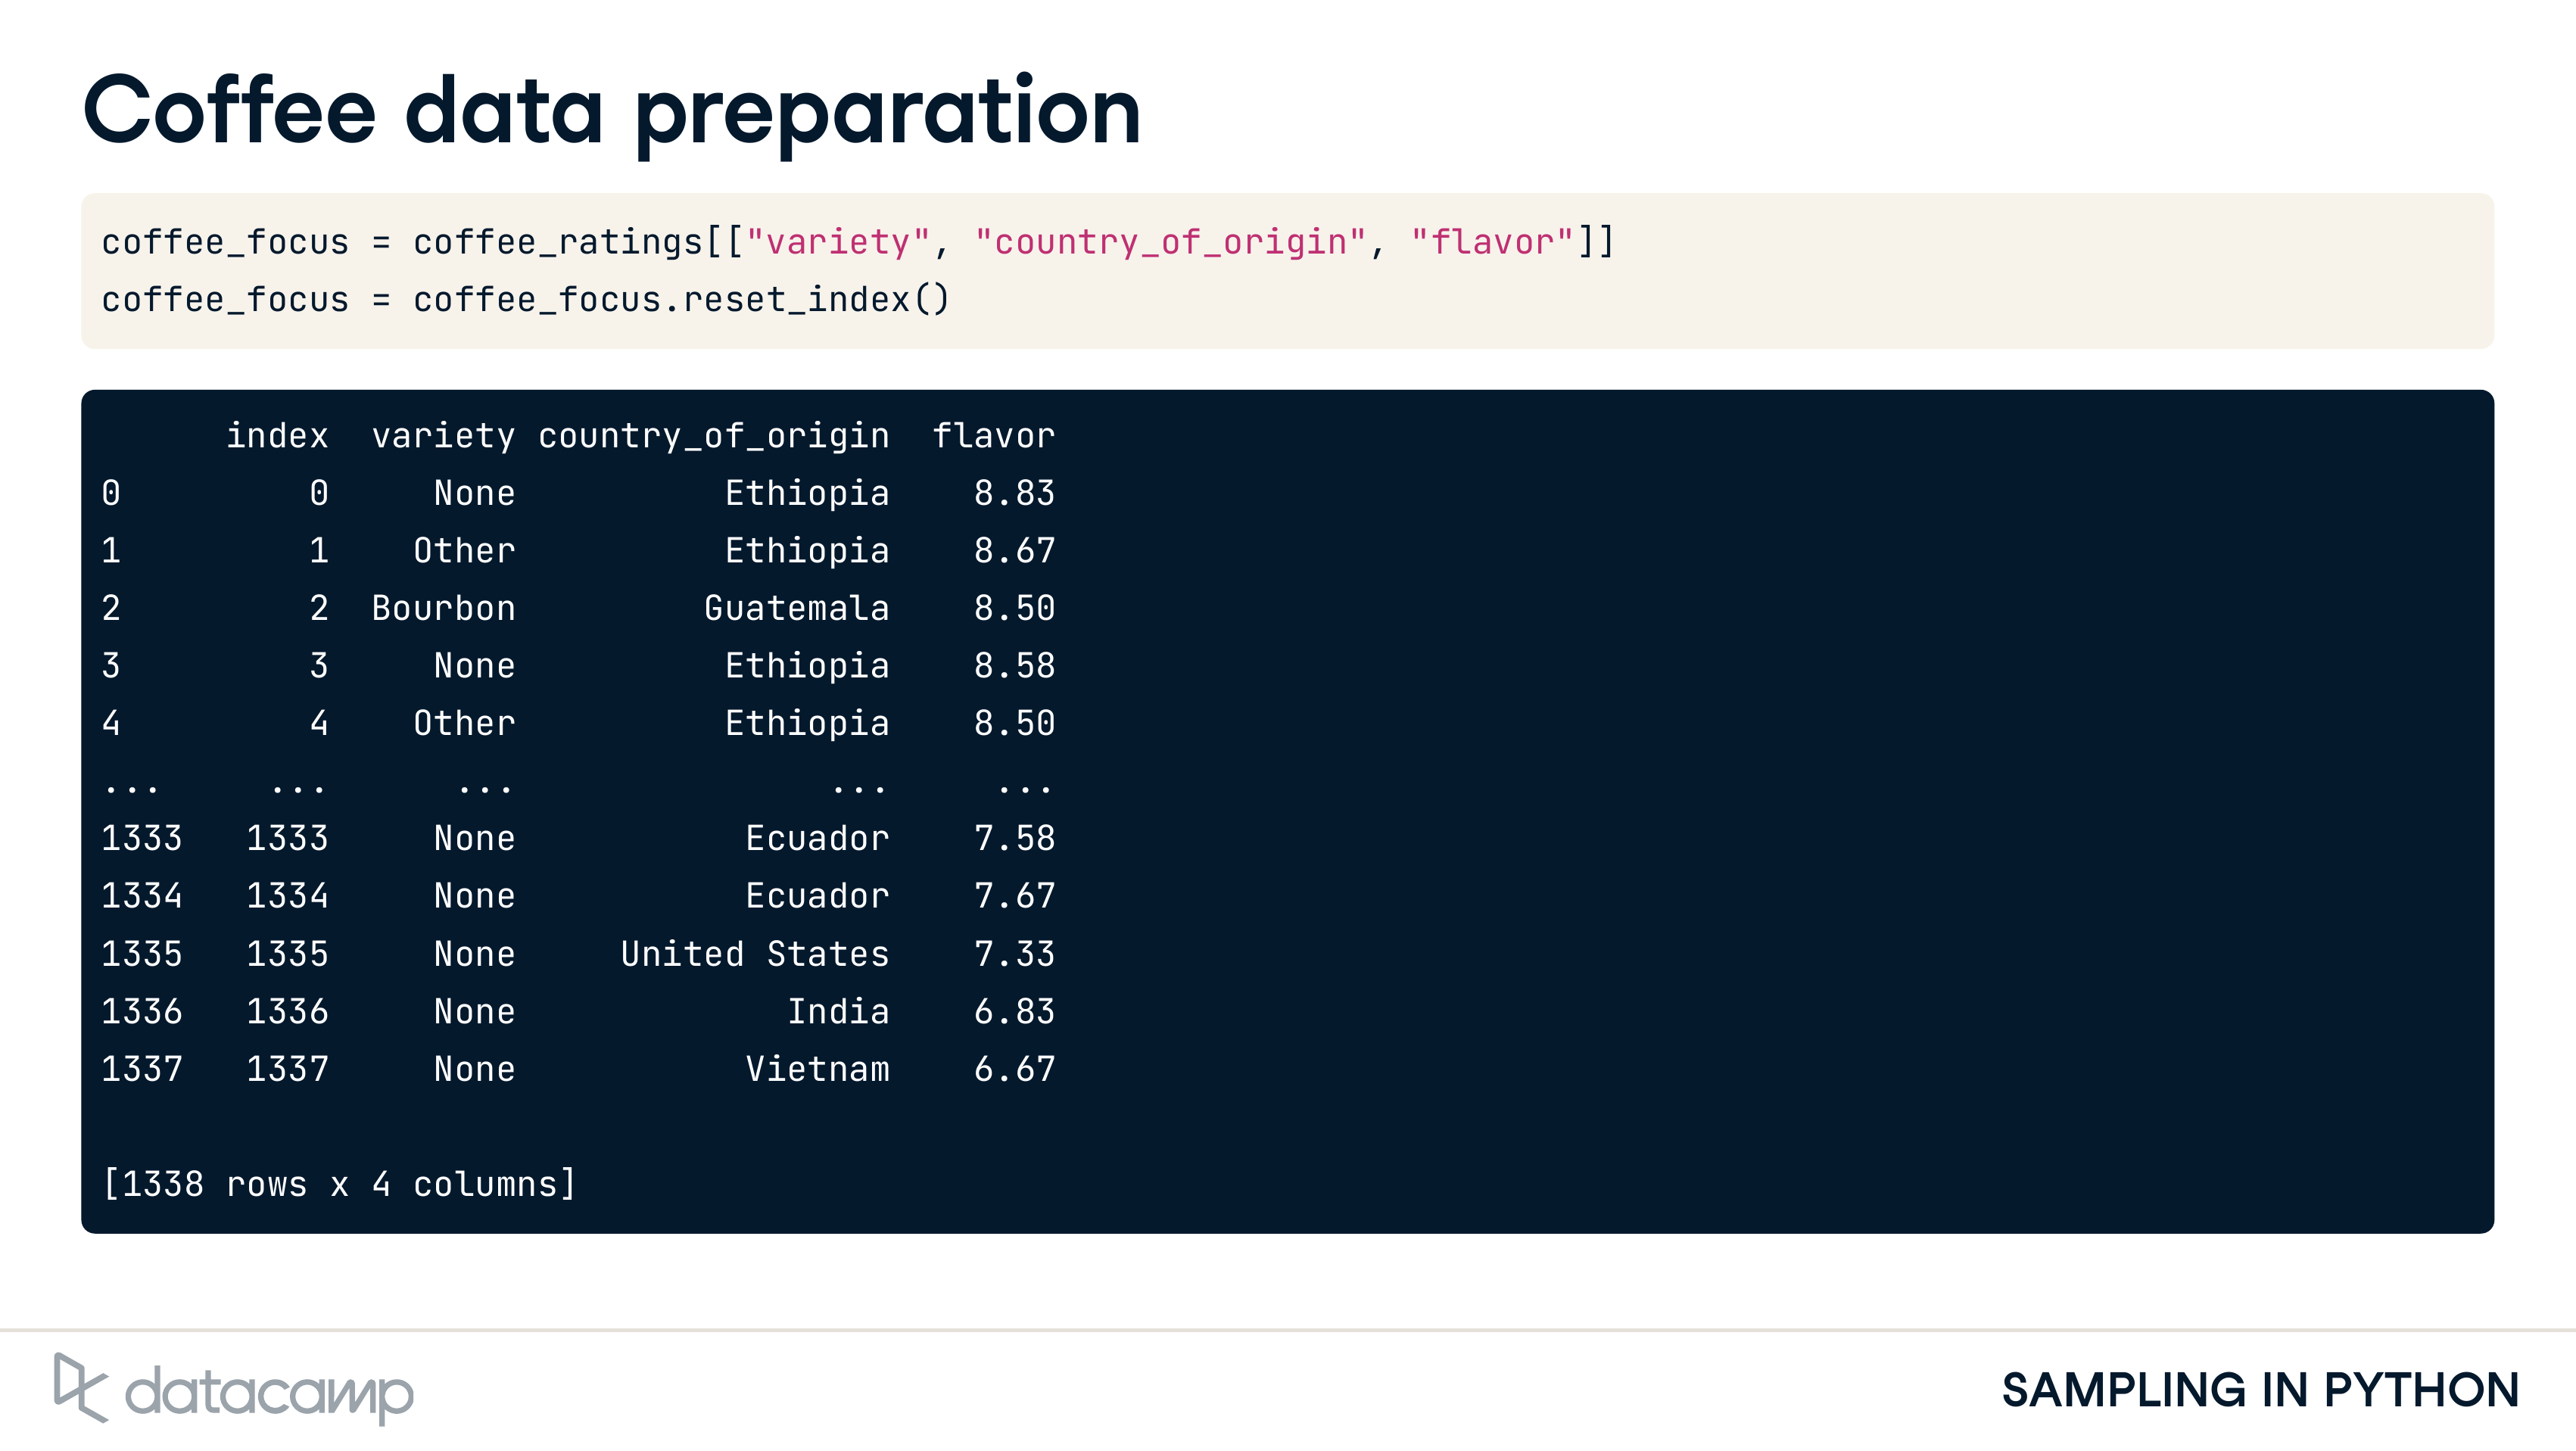 Coffee data preparation
coffee_focus = coffee_ratings[["variety", "country_of_origin", "flavor"]]
coffee_focus = coffee_focus.reset_index()
index variety country_of_origin flavor
0 0 None Ethiopia 8.83
1 1 Other Ethiopia 8.67
2 2 Bourbon Guatemala 8.50
3 3 None Ethiopia 8.58
4 4 Other Ethiopia 8.50
... ... ... ... ...
1333 1333 None Ecuador 7.58
1334 1334 None Ecuador 7.67
1335 1335 None United States 7.33
1336 1336 None India 6.83
1337 1337 None Vietnam 6.67
[1338 rows x 4 columns]
datacamp
SAMPLING IN PYTHON